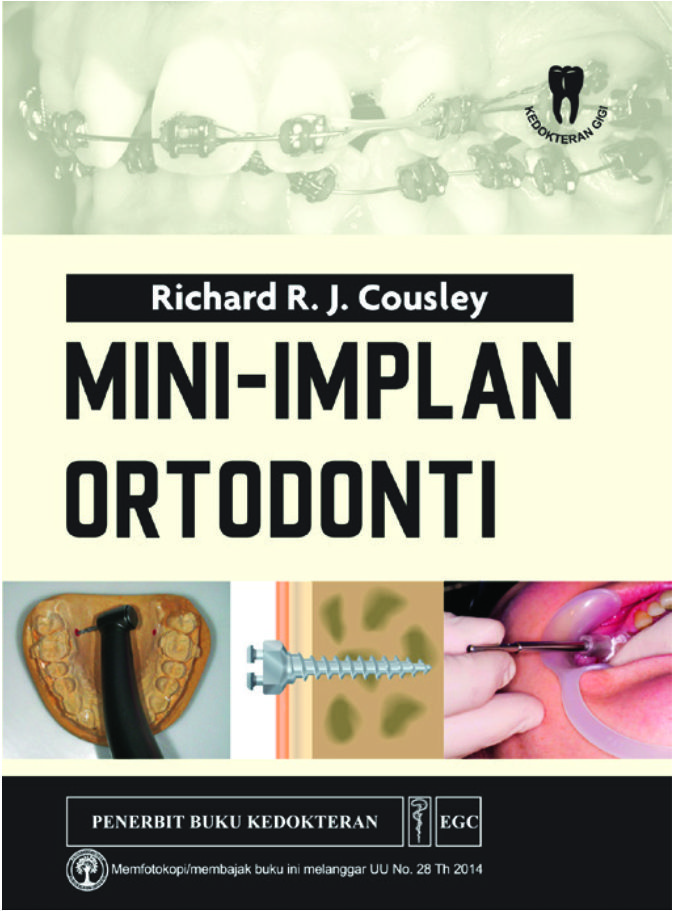 KEDOKTERAN GIGI
Richard R. J. Cousley
MINI-IMPLAN
ORTODONTI
PENERBIT BUKU KEDOKTERAN EGC
Memfotokopi/membajak buku ini melanggar UU No. 28 Th 2014